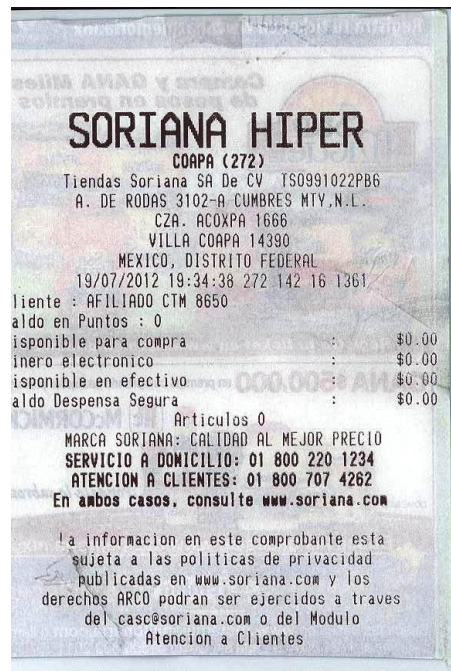 SORIANA HIPER
COAPA (272)
Tiendas Soriana SA De CV TSO991022PB6
A. DE RODAS 3102-A CUMBRES MTY,N.L.
CZA. ACOXPA 1666
VILLA COAPA 14390
MEXICO, DISTRITO FEDERAL
19/07/2012 19:34:38 272 142 16 1361
liente : AFILIADO CTM 8650
aldo en Puntos : 0
isponible para compra : $0.00
inero electronico : $0.00
isponible en efectivo : $0.00
aldo Despensa Segura : $0.00
Articulos 0
MARCA SORIANA: CALIDAD AL MEJOR PRECIO
SERVICIO A DOMICILIO: 01 800 220 1234
ATENCION A CLIENTES: 01 800 707 4262
En ambos casos, consulte www.soriana.com
la informacion en este comprobante esta
sujeta a las politicas de privacidad
publicadas en www.soriana.com y los
derechos ARCO podran ser ejercidos a traves
del casc@soriana.com o del Modulo
Atencion a Clientes